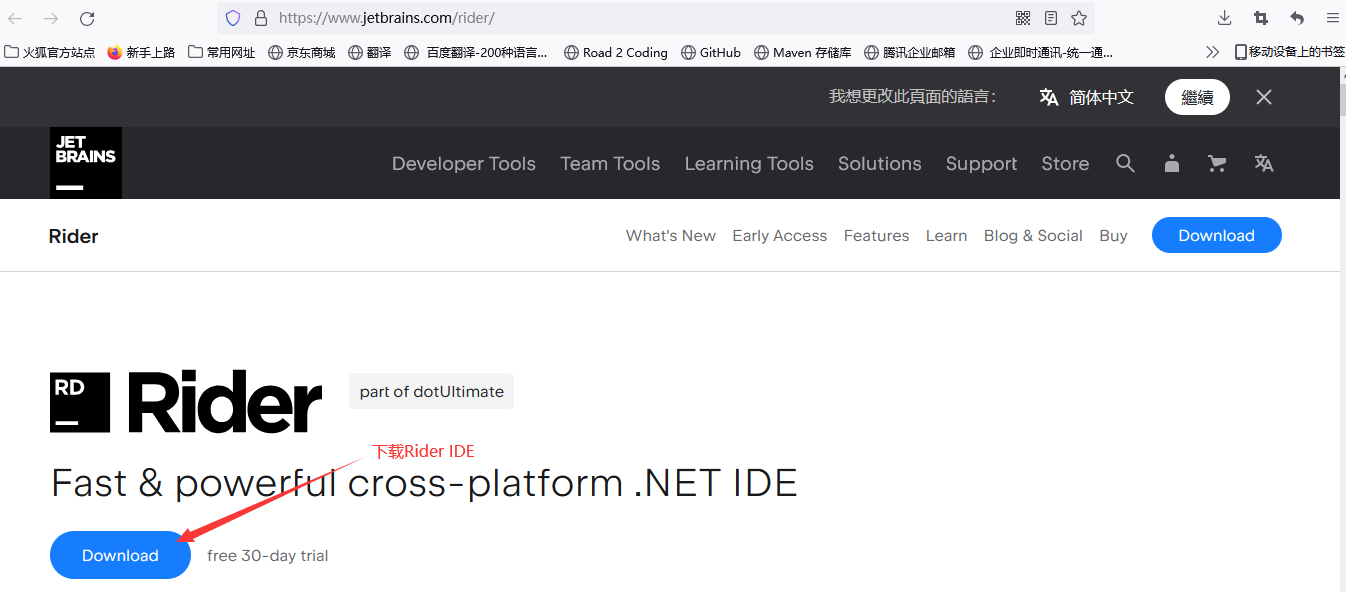 https://www.jetbrains.com/rider/
火狐官方站点 新手上路 常用网址 京东商城 翻译 百度翻译-200种语言... Road 2 Coding GitHub Maven 存储库 腾讯企业邮箱 企业即时通讯-统一通... 移动设备上的书签
我想更改此頁面的語言： 简体中文 繼續
JET
BRAINS
Developer Tools Team Tools Learning Tools Solutions Support Store
Rider What's New Early Access Features Learn Blog & Social Buy Download
RD Rider part of dotUltimate
下载Rider IDE
Fast & powerful cross-platform .NET IDE
Download free 30-day trial